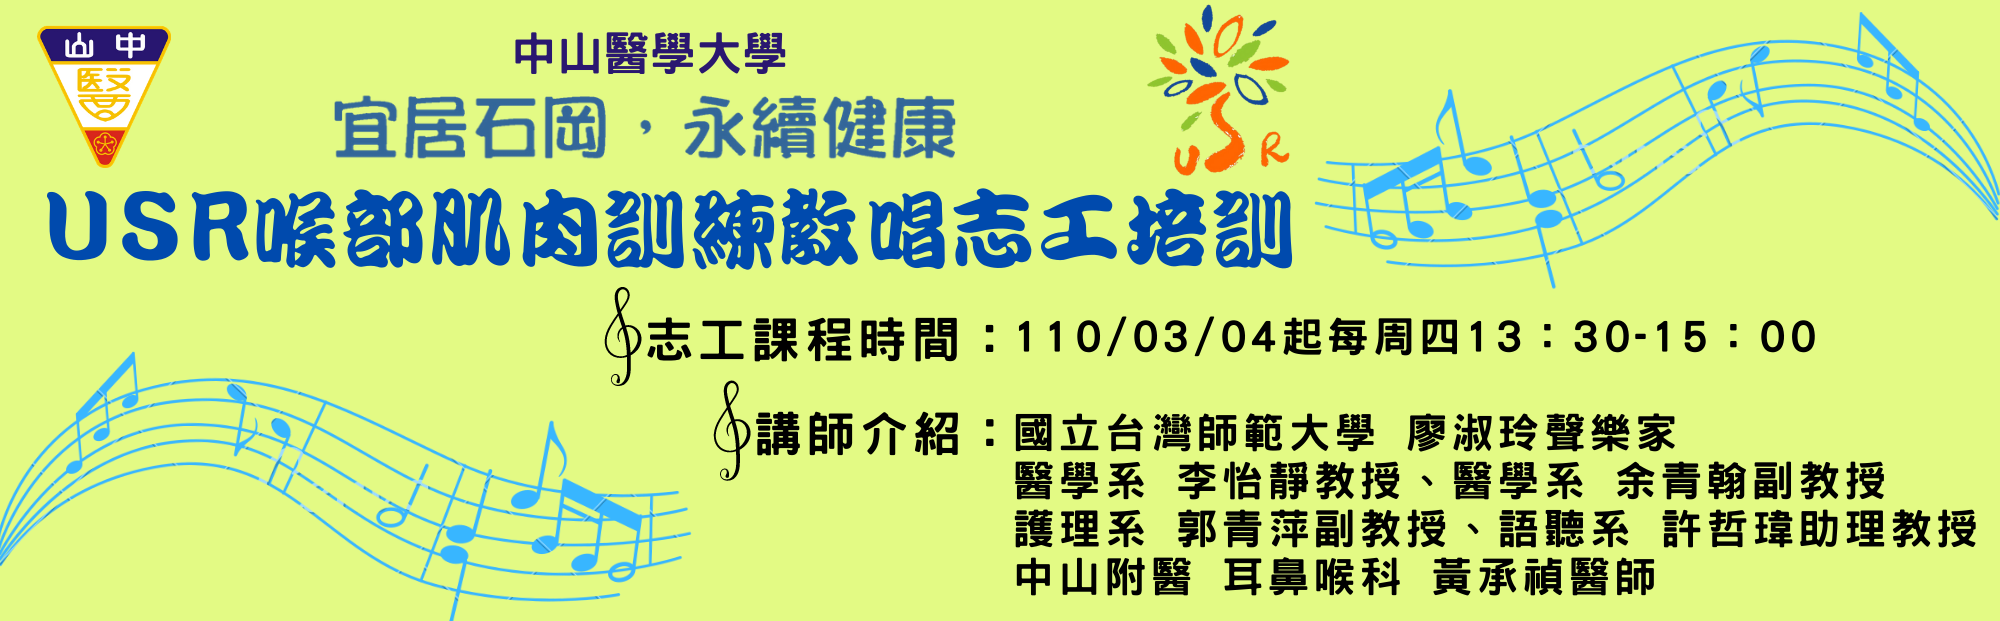 山中
醫
中山醫學大學
宜居石岡，永續健康
USR
USR喉部肌肉訓練教唱志工培訓
志工課程時間：110/03/04起每周四13：30-15：00
講師介紹：國立台灣師範大學 廖淑玲聲樂家
醫學系 李怡靜教授、醫學系 余青翰副教授
護理系 郭青萍副教授、語聽系 許哲瑋助理教授
中山附醫 耳鼻喉科 黃承禎醫師